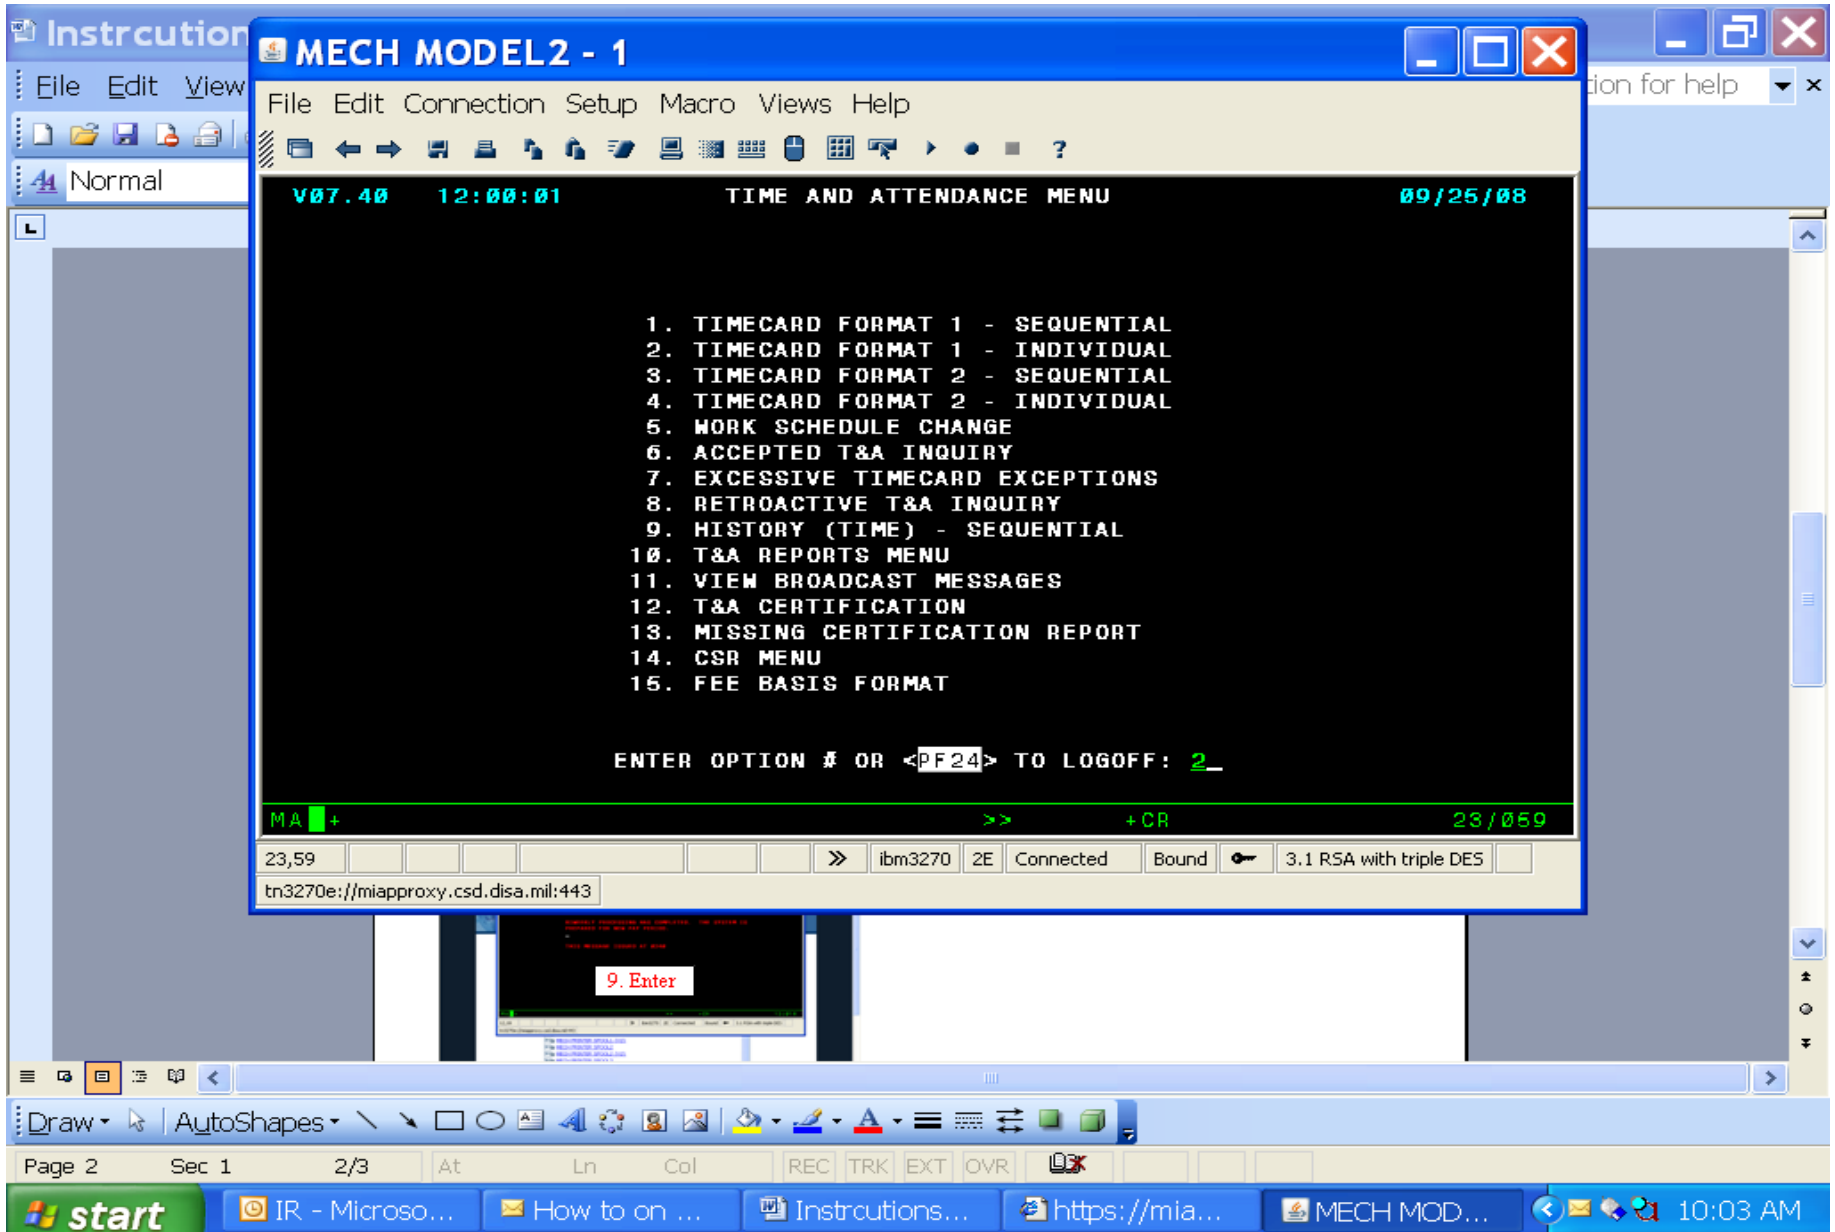 Instrcution
MECH MODEL2 - 1
File Edit View
tion for help
File Edit Connection Setup Macro Views Help
Normal
V07.40 12:00:01 TIME AND ATTENDANCE MENU 09/25/08
1. TIMECARD FORMAT 1 - SEQUENTIAL
2. TIMECARD FORMAT 1 - INDIVIDUAL
3. TIMECARD FORMAT 2 - SEQUENTIAL
4. TIMECARD FORMAT 2 - INDIVIDUAL
5. WORK SCHEDULE CHANGE
6. ACCEPTED T&A INQUIRY
7. EXCESSIVE TIMECARD EXCEPTIONS
8. RETROACTIVE T&A INQUIRY
9. HISTORY (TIME) - SEQUENTIAL
10. T&A REPORTS MENU
11. VIEW BROADCAST MESSAGES
12. T&A CERTIFICATION
13. MISSING CERTIFICATION REPORT
14. CSR MENU
15. FEE BASIS FORMAT
ENTER OPTION # OR <PF24> TO LOGOFF: 2_
MA + >> +CR 23/059
23,59 ibm3270 2E Connected Bound 3.1 RSA with triple DES
tn3270e://miapproxy.csd.disa.mil:443
9. Enter
Draw AutoShapes
Page 2 Sec 1 2/3 At Ln Col REC TRK EXT OVR
start IR - Microso... How to on ... Instrcutions... https://mia... MECH MOD... 10:03 AM